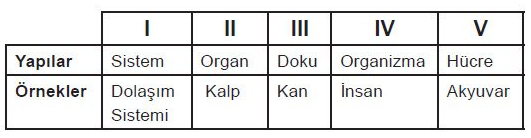 I II III IV V
Yapılar Sistem Organ Doku Organizma Hücre
Örnekler Dolaşım Kalp Kan İnsan Akyuvar
Sistemi